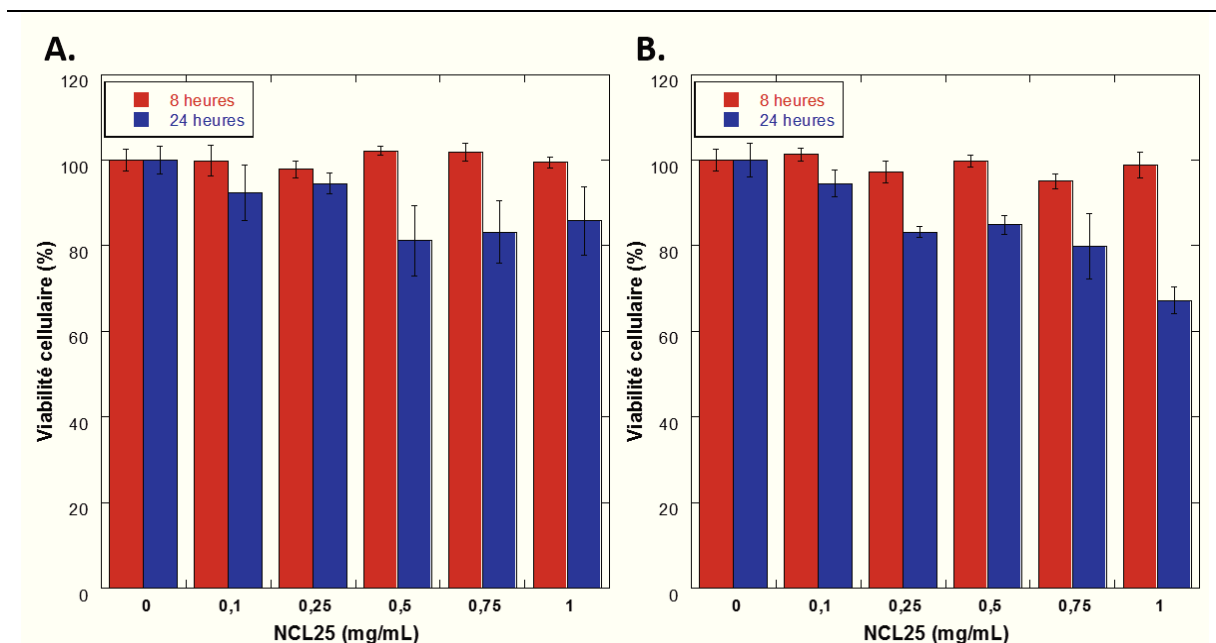 A.
120
100
80
60
40
20
0
Viabilité cellulaire (%)
8 heures
24 heures
0 0,1 0,25 0,5 0,75 1
NCL25 (mg/mL)
B.
120
100
80
60
40
20
0
Viabilité cellulaire (%)
8 heures
24 heures
0 0,1 0,25 0,5 0,75 1
NCL25 (mg/mL)